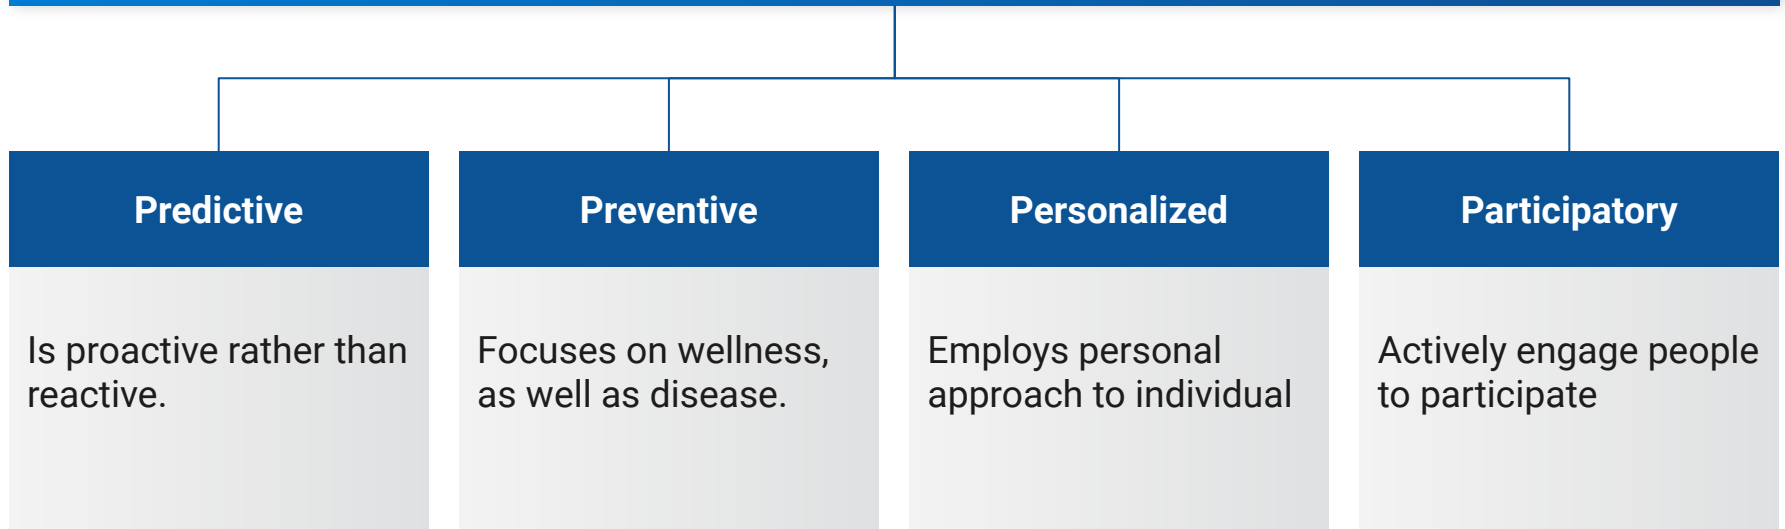 Predictive
Preventive
Personalized
Participatory
Is proactive rather than
reactive.
Focuses on wellness,
as well as disease.
Employs personal
approach to individual
Actively engage people
to participate